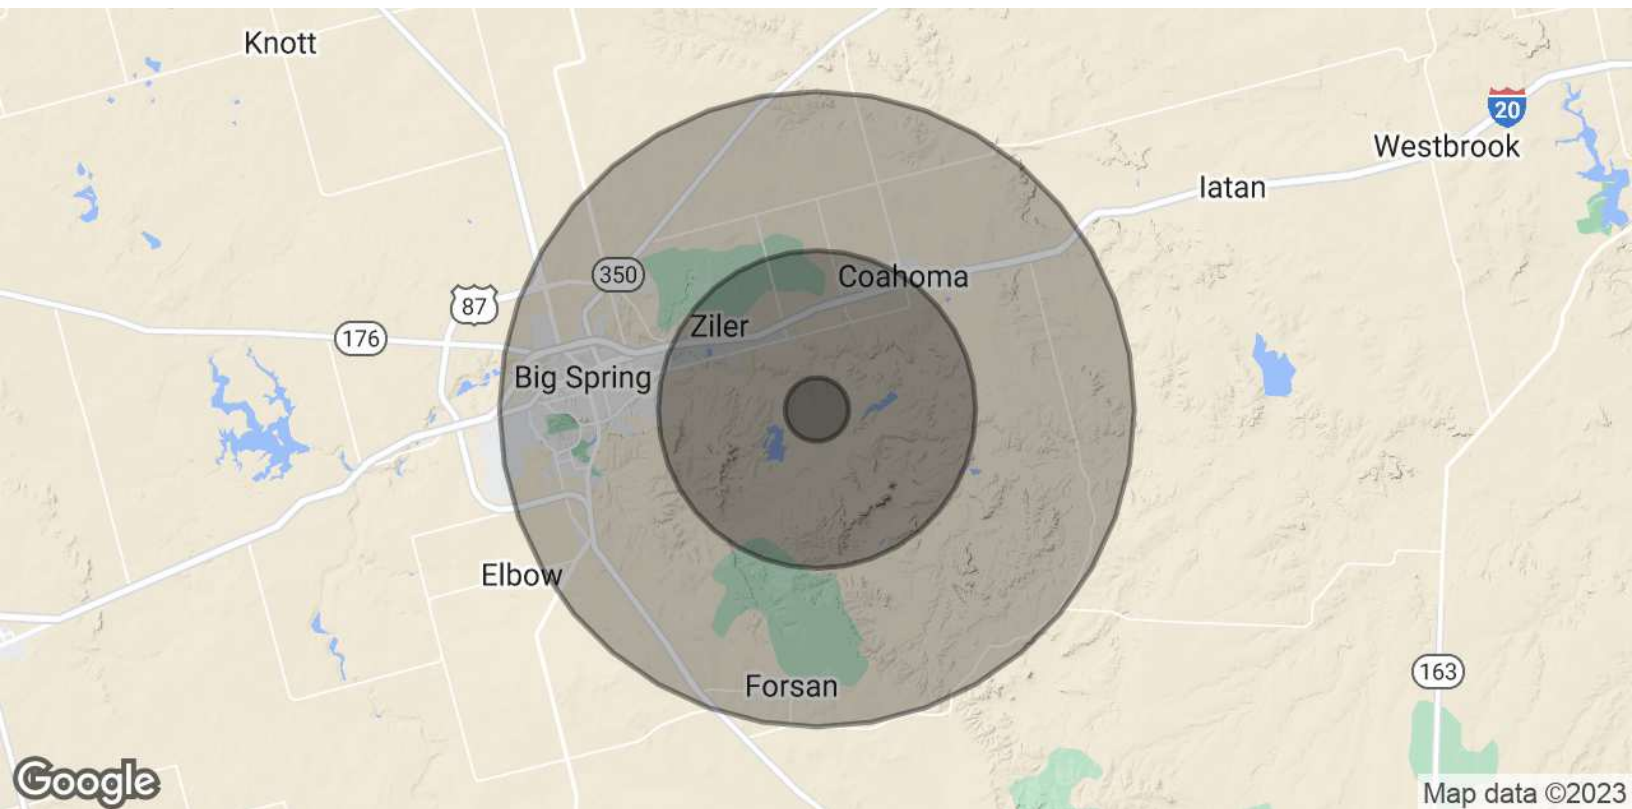 Knott
20
Westbrook
Iatan
350
Coahoma
87
Ziler
176
Big Spring
Elbow
163
Forsan
Google
Map data ©2023